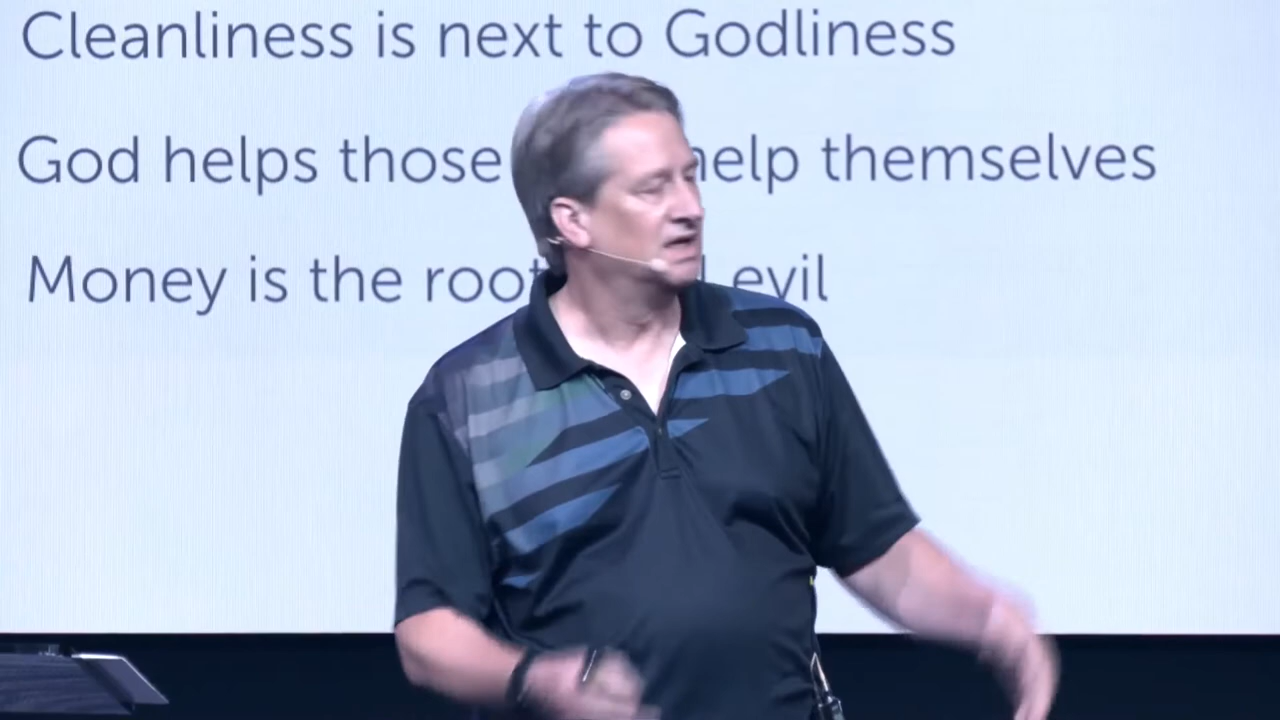 Cleanliness is next to Godliness
God helps those help themselves
Money is the root evil